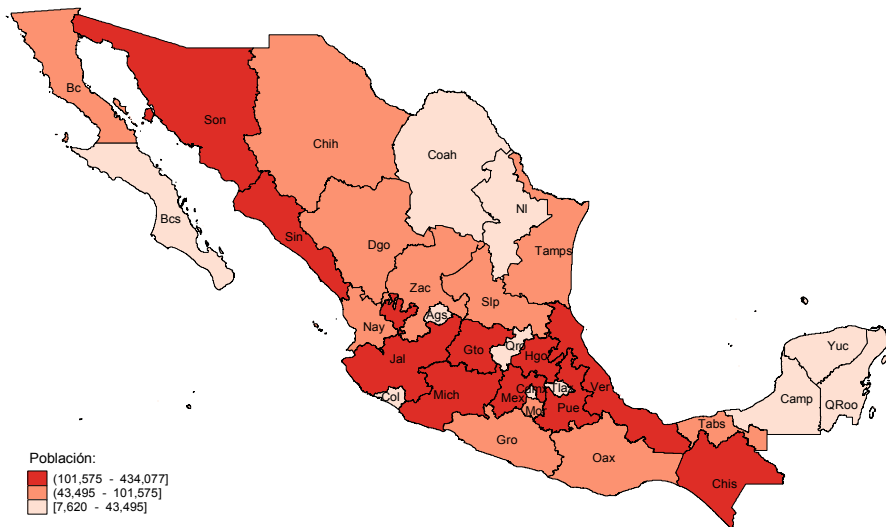 Bc
Son
Chih
Coah
Bcs
Nl
Sin
Dgo
Tamps
Zac
Slp
Nay
Ags
Jal
Gto
Qro
Hgo
Yuc
Col
Mich
Mex
Cdmx
Tlax
Ver
Camp
QRoo
Mor
Pue
Gro
Oax
Tabs
Chis
Población:
(101,575 - 434,077]
(43,495 - 101,575]
[7,620 - 43,495]